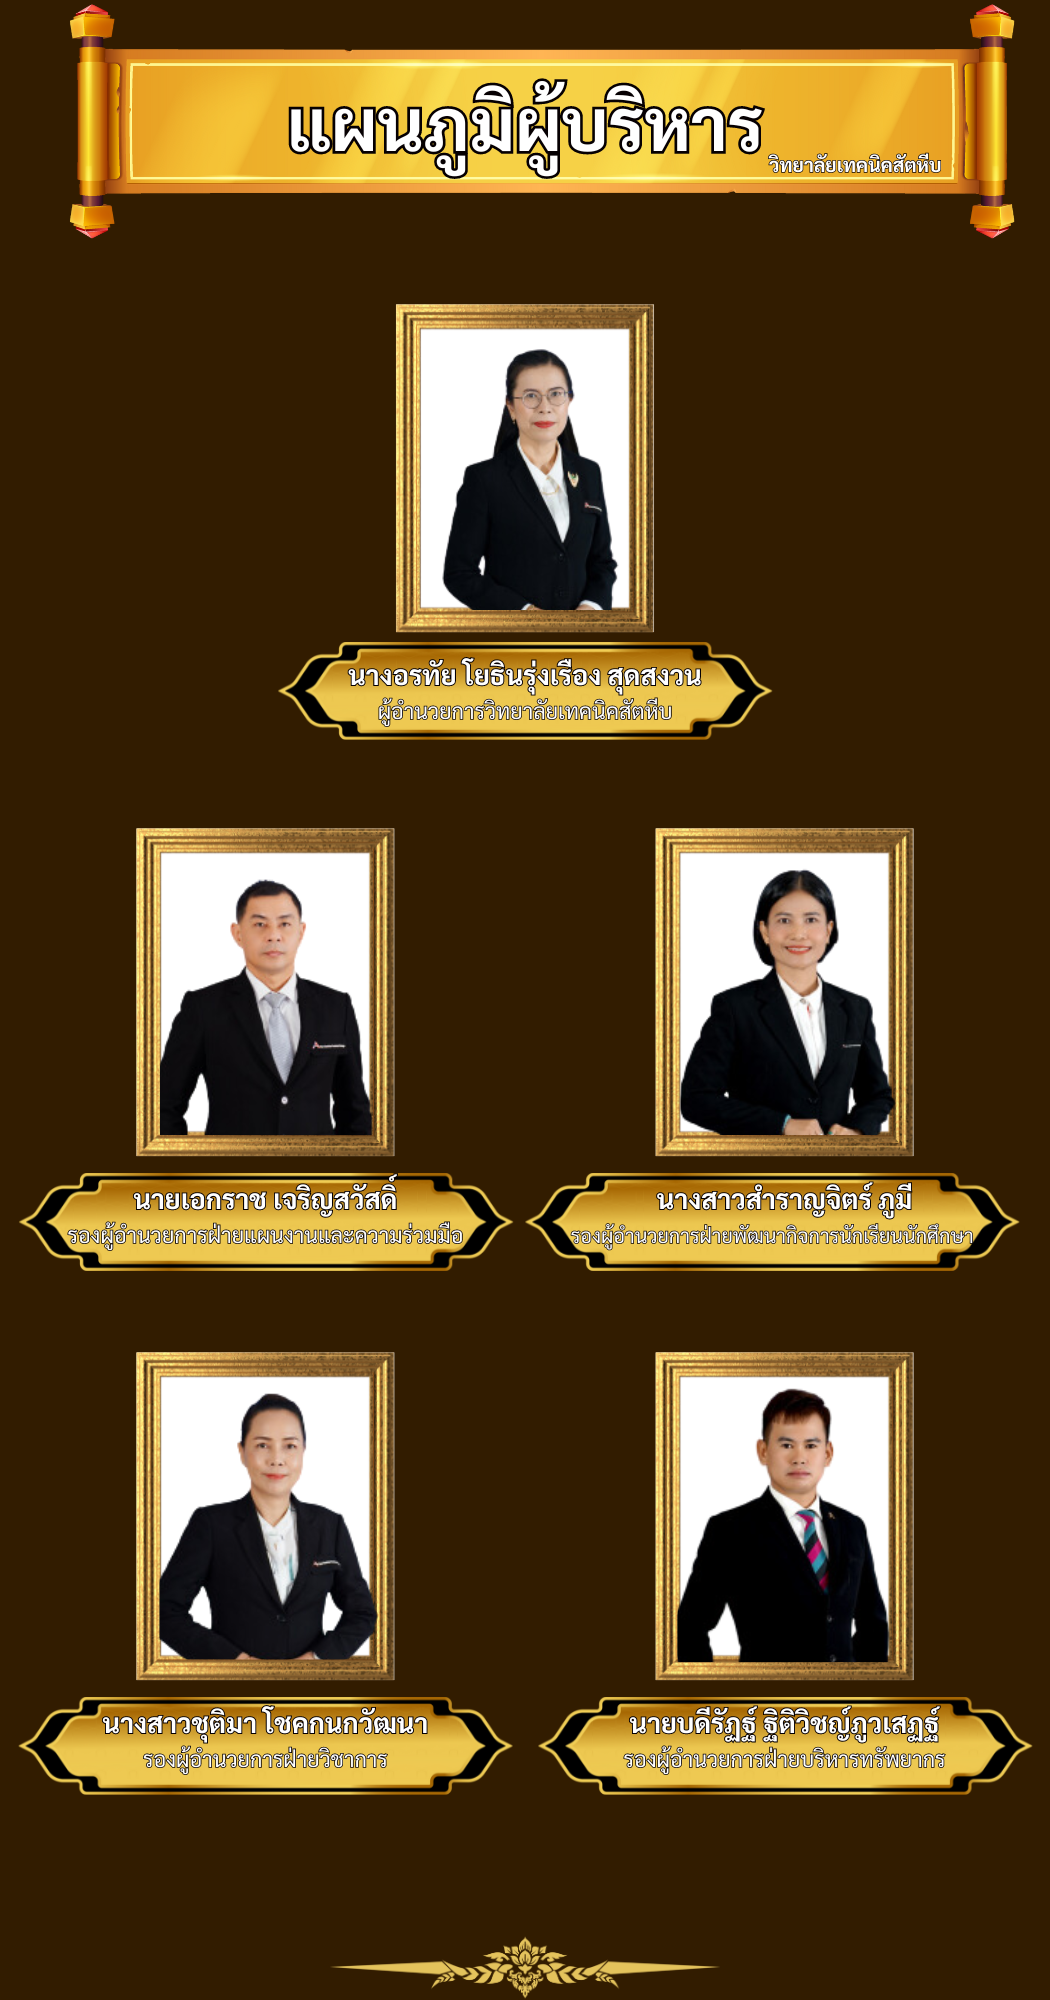 แผนภูมิผู้บริหาร
วิทยาลัยเทคนิคสัตหีบ
นางอรทัย โยธินรุ่งเรือง สุดสงวน
ผู้อำนวยการวิทยาลัยเทคนิคสัตหีบ
นายเอกราช เจริญสวัสดิ์
รองผู้อำนวยการฝ่ายแผนงานและความร่วมมือ
นางสาวสำราญจิตร์ ภูมี
รองผู้อำนวยการฝ่ายพัฒนากิจการนักเรียนนักศึกษา
นางสาวชุติมา โชคกนกวัฒนา
รองผู้อำนวยการฝ่ายวิชาการ
นายบดีรัฏฐ์ ฐิติวิชญ์ภูวเสฏฐ์
รองผู้อำนวยการฝ่ายบริหารทรัพยากร